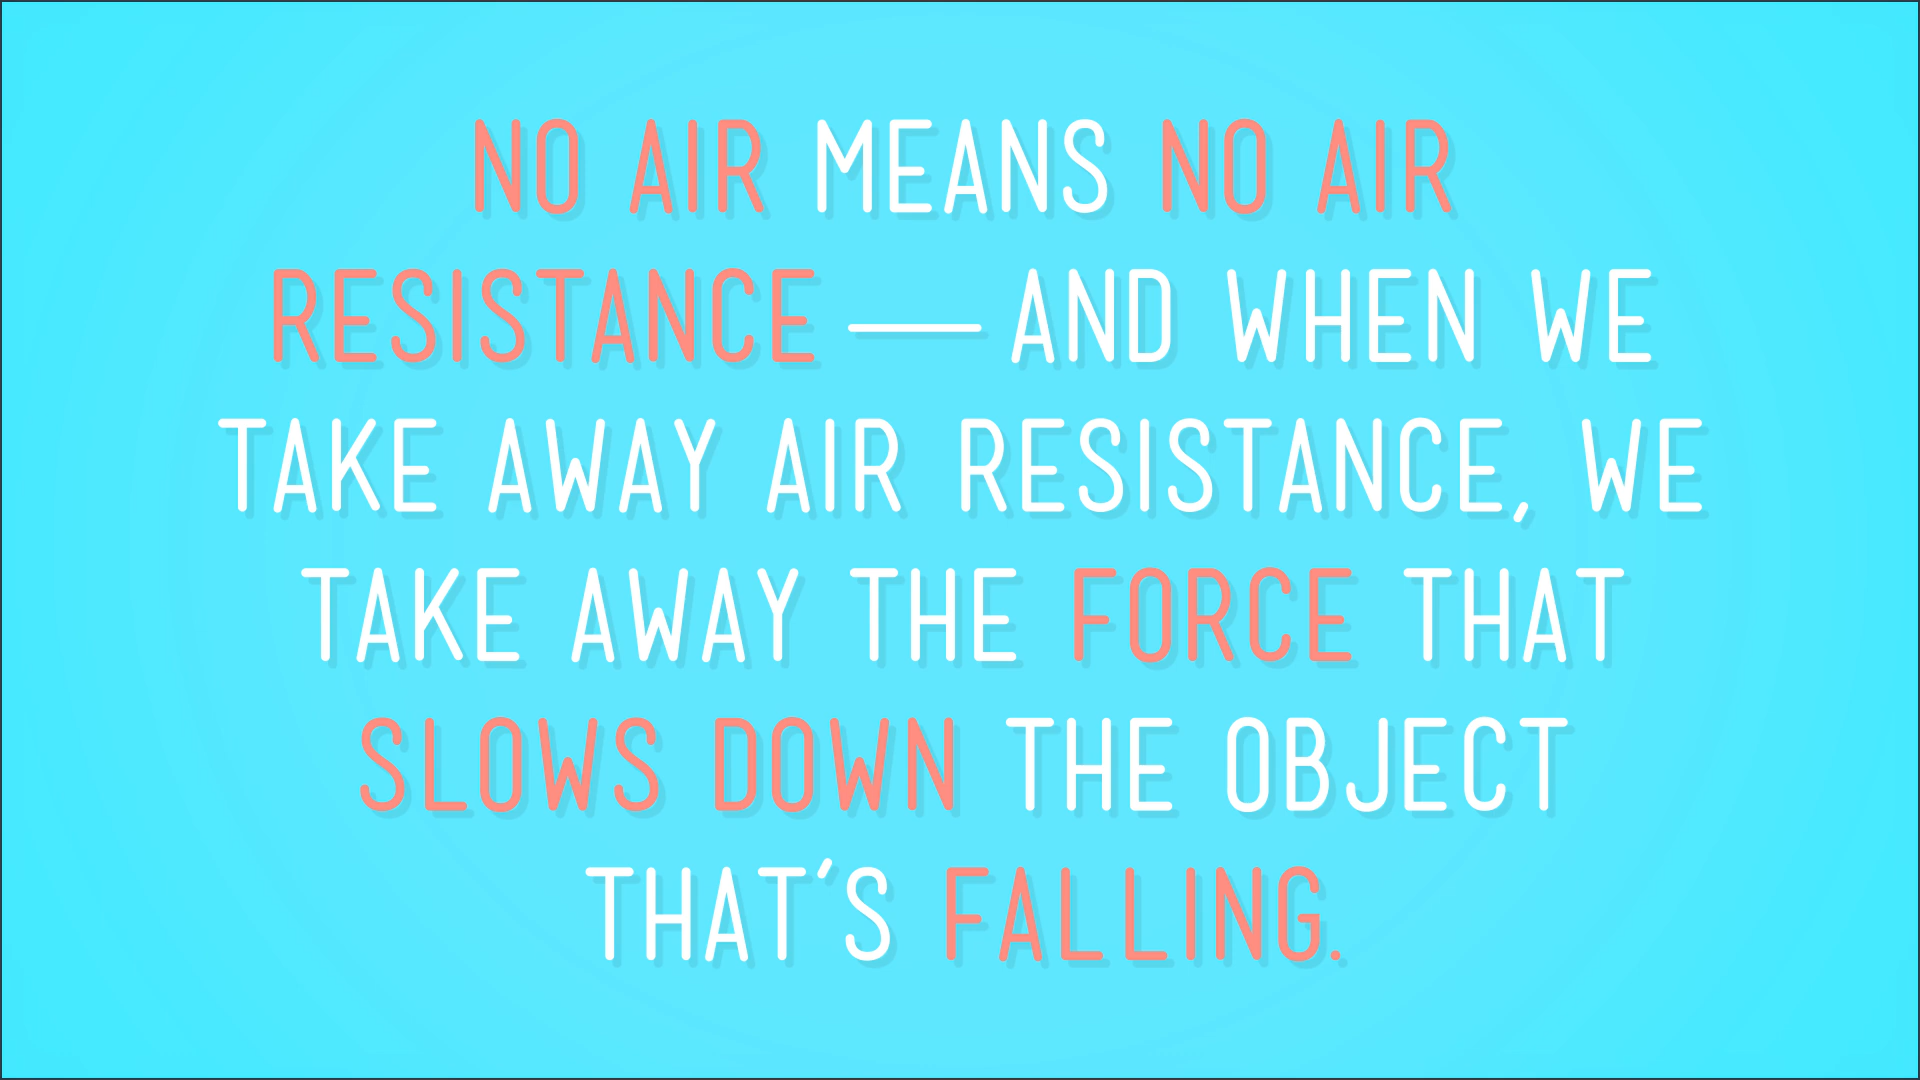 NO AIR MEANS NO AIR
RESISTANCE — AND WHEN WE
TAKE AWAY AIR RESISTANCE, WE
TAKE AWAY THE FORCE THAT
SLOWS DOWN THE OBJECT
THAT'S FALLING.